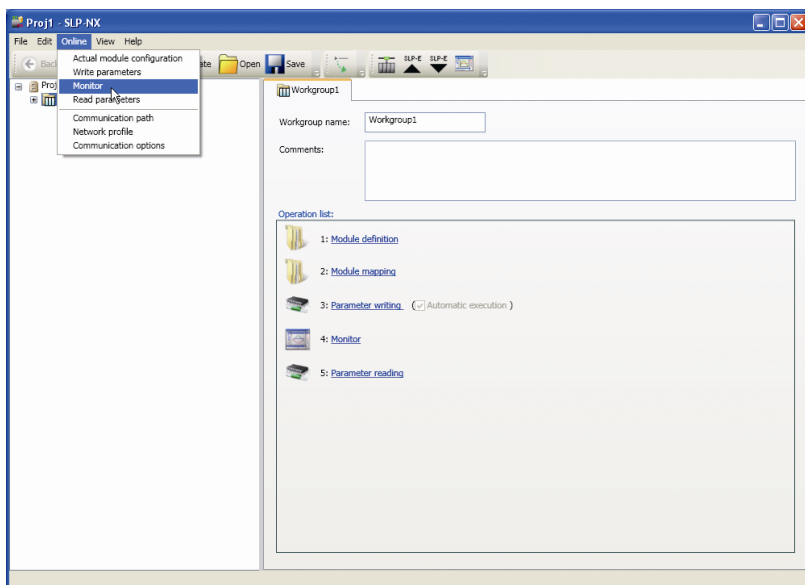 Proj1 - SLP-NX
File Edit Online View Help
Back
Open
Save
SLP-E
SLP-E
Actual module configuration
Write parameters
Monitor
Read parameters
Communication path
Network profile
Communication options
Workgroup1
Workgroup name: Workgroup1
Comments:
Operation list:
1: Module definition
2: Module mapping
3: Parameter writing ( Automatic execution )
4: Monitor
5: Parameter reading